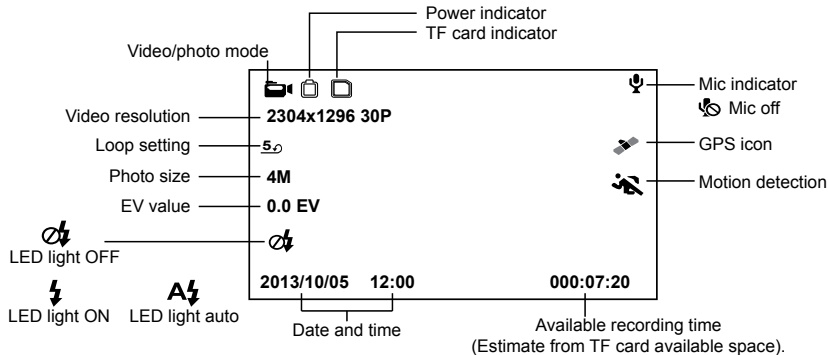 Power indicator
TF card indicator
Video/photo mode
Mic indicator
Mic off
Video resolution
2304x1296 30P
Loop setting
5
GPS icon
Photo size
4M
Motion detection
EV value
0.0 EV
LED light OFF
2013/10/05 12:00 000:07:20
A
LED light ON LED light auto
Date and time
Available recording time
(Estimate from TF card available space).